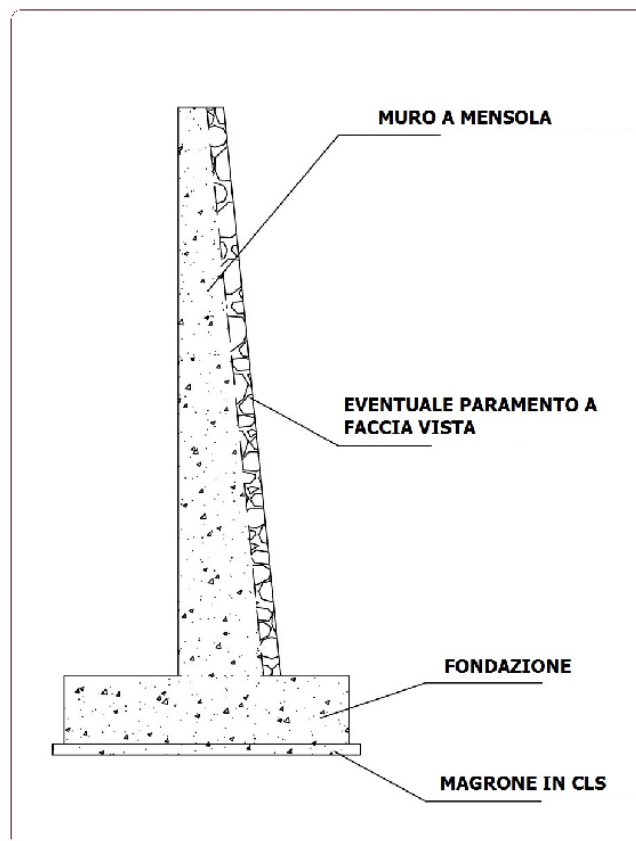 MURO A MENSOLA
EVENTUALE PARAMENTO A
FACCIA VISTA
FONDAZIONE
MAGRONE IN CLS